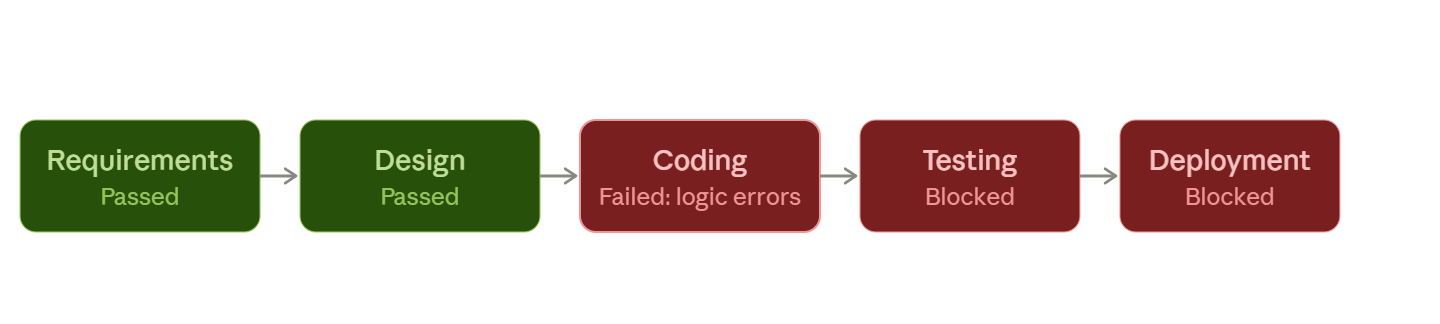 Requirements
Passed
Design
Passed
Coding
Failed: logic errors
Testing
Blocked
Deployment
Blocked